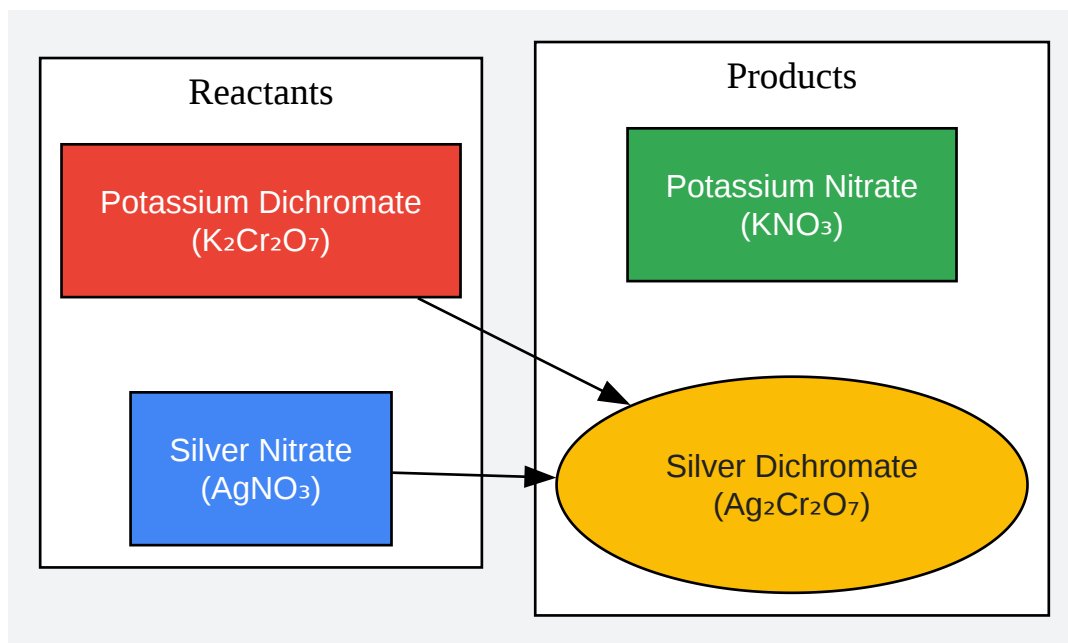 Reactants
Potassium Dichromate
(K₂Cr₂O₇)
Silver Nitrate
(AgNO₃)
Products
Potassium Nitrate
(KNO₃)
Silver Dichromate
(Ag₂Cr₂O₇)